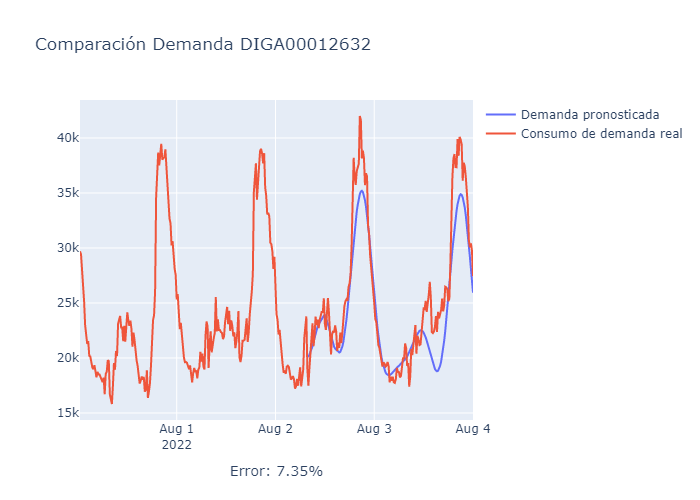 Comparación Demanda DIGA00012632
Demanda pronosticada
Consumo de demanda real
40k
35k
30k
25k
20k
15k
Aug 1
2022
Aug 2
Aug 3
Aug 4
Error: 7.35%